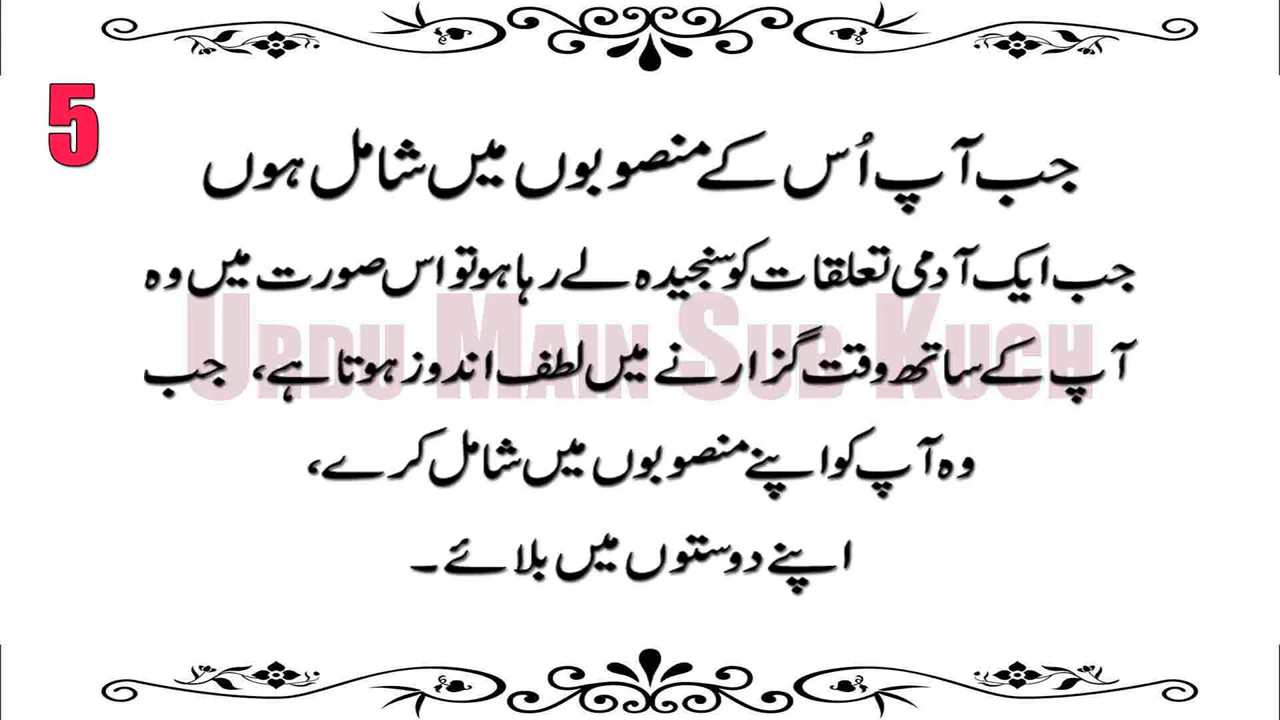 5
جب آپ اُس کے منصوبوں میں شامل ہوں
جب ایک آدمی تعلقات کو سنجیدہ لے رہا ہو تو اس صورت میں وہ
URDU MAIN SUB KUCH
آپ کے ساتھ وقت گزارنے میں لطف اندوز ہوتا ہے، جب
وہ آپ کو اپنے منصوبوں میں شامل کرے،
اپنے دوستوں میں بلائے۔